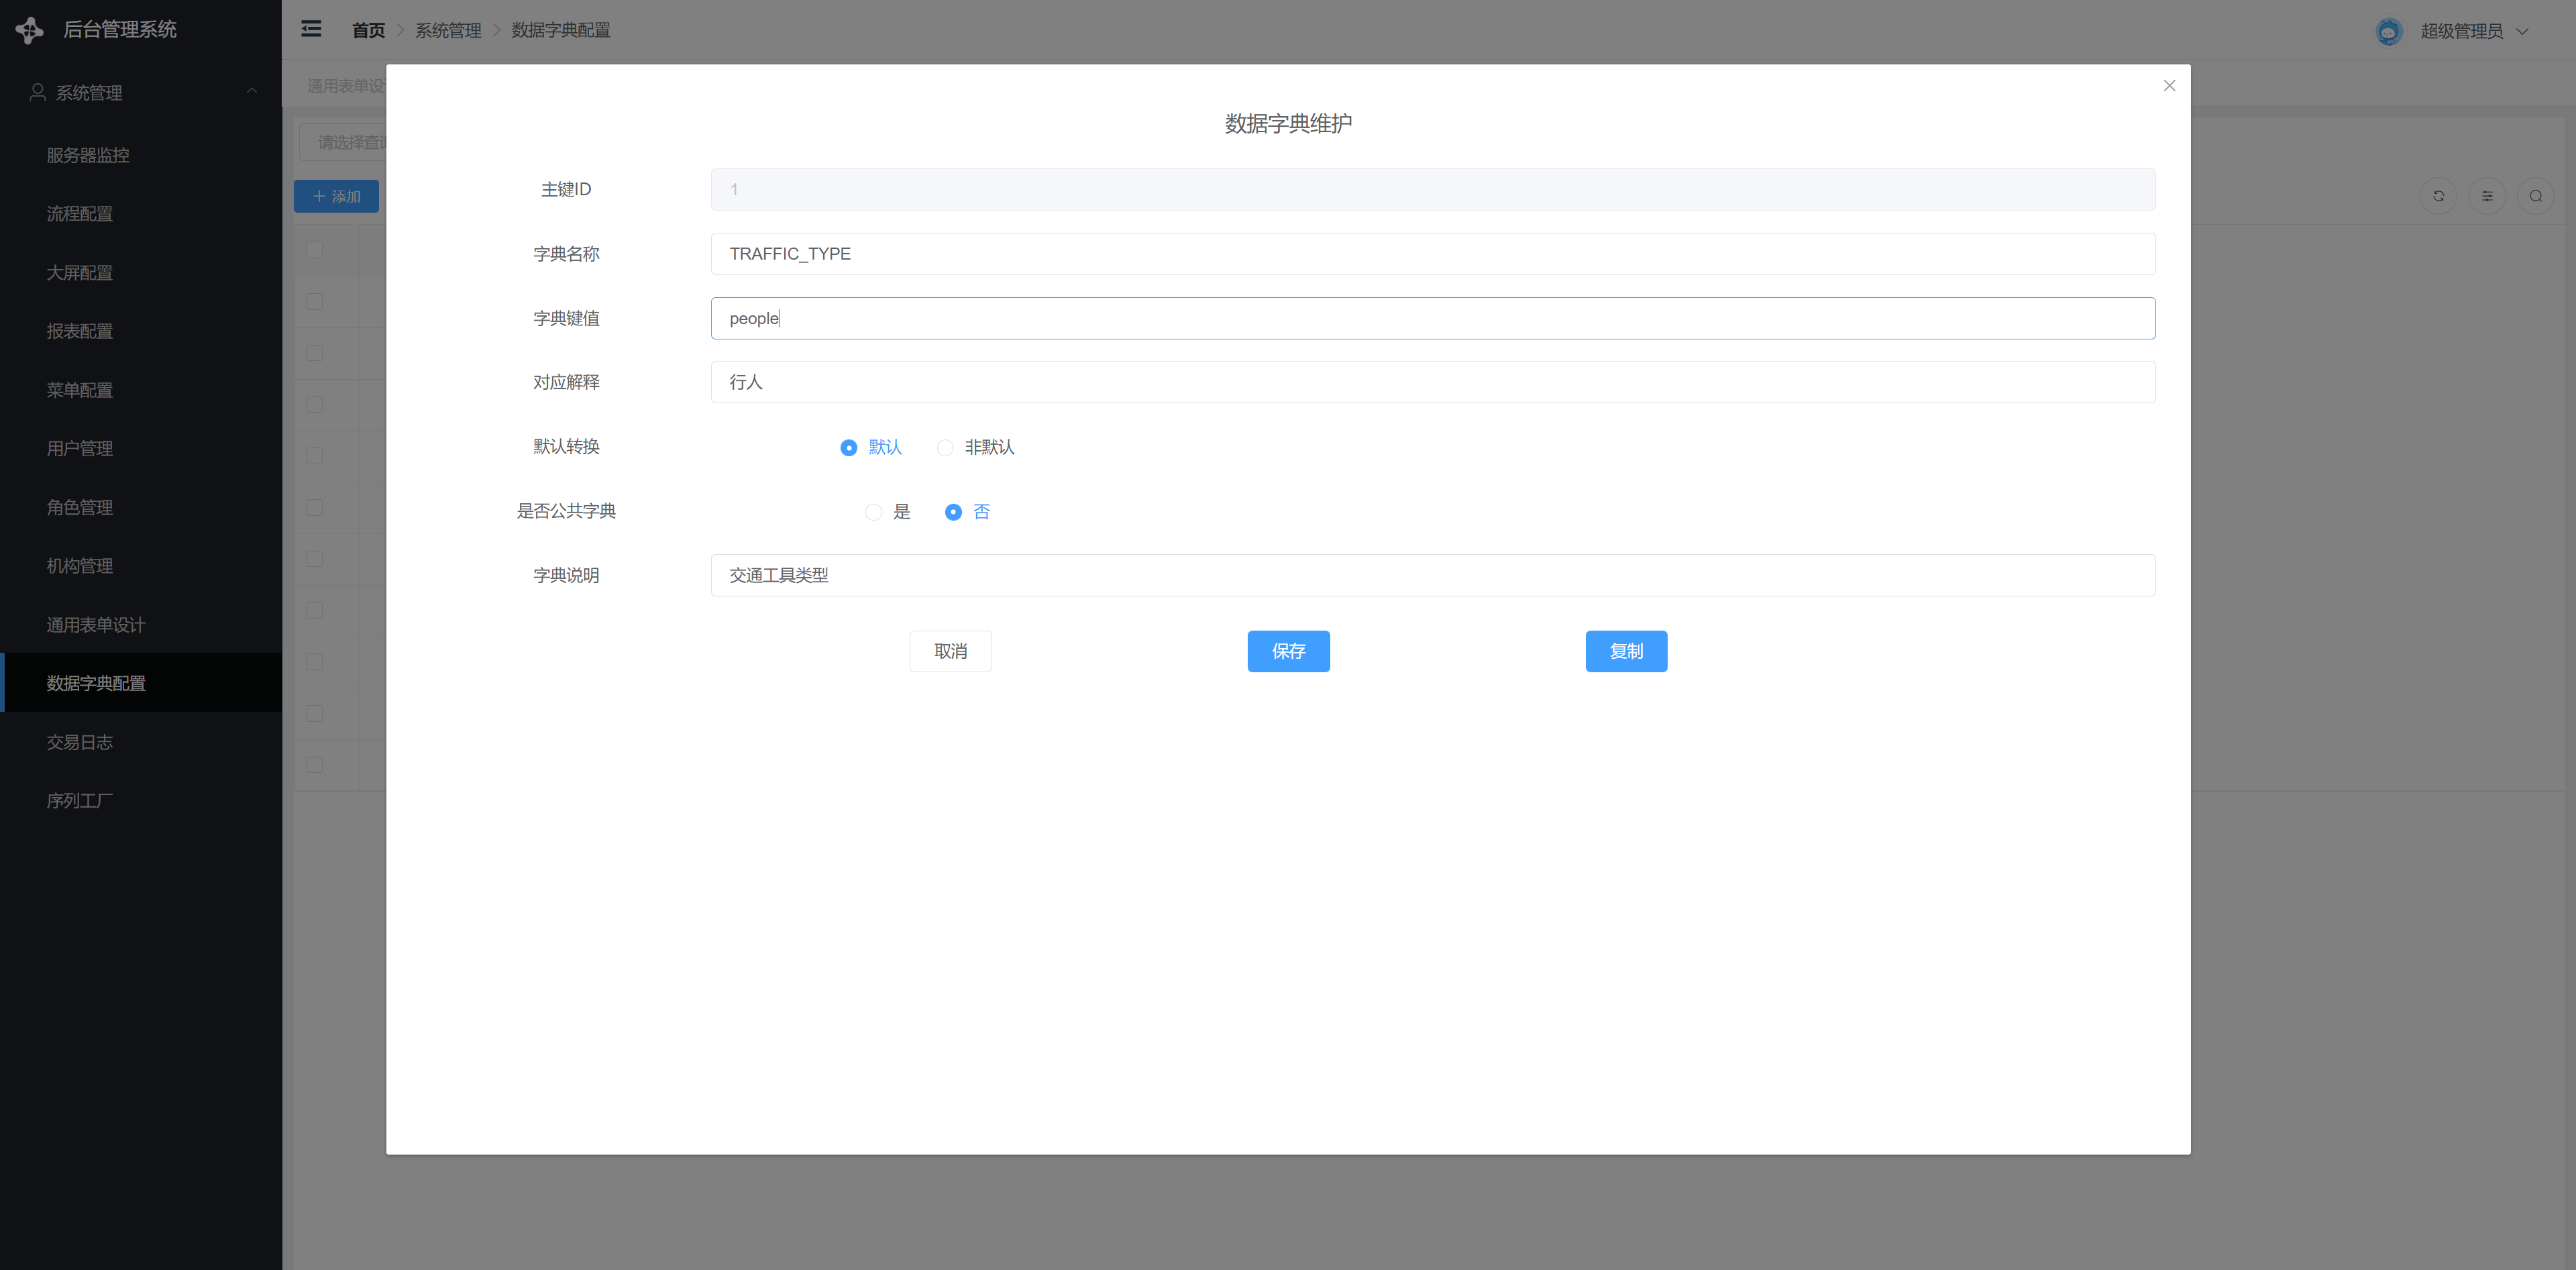 后台管理系统
首页 系统管理 数据字典配置
超级管理员
系统管理
服务器监控
流程配置
大屏配置
报表配置
菜单配置
用户管理
角色管理
机构管理
通用表单设计
数据字典配置
交易日志
序列工厂
通用表单设
请选择查
添加
数据字典维护
主键ID 1
字典名称 TRAFFIC_TYPE
字典键值 people
对应解释 行人
默认转换 默认 非默认
是否公共字典 是 否
字典说明 交通工具类型
取消 保存 复制